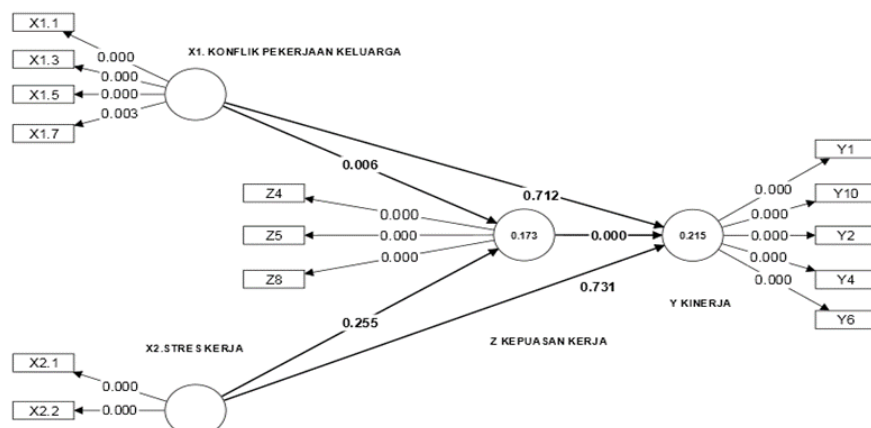 X1.1
X1. KONFLIK PEKERJAAN KELUARGA
0.000
X1.3
0.000
X1.5
0.000
X1.7
0.003
0.006
0.712
Z4
0.000
Z5
0.000
Z8
0.000
0.173
0.000
0.215
Y1
0.000
Y10
0.000
Y2
0.000
Y4
0.000
Y6
0.000
0.731
Y KINERJA
0.255
Z KEPUASAN KERJA
X2.STRES KERJA
X2.1
0.000
X2.2
0.000